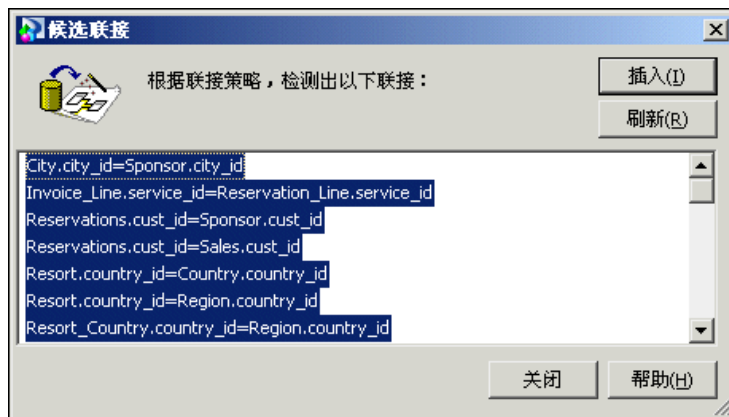 候选联接
根据联接策略，检测出以下联接：
插入(I)
刷新(R)
City.city_id=Sponsor.city_id
Invoice_Line.service_id=Reservation_Line.service_id
Reservations.cust_id=Sponsor.cust_id
Reservations.cust_id=Sales.cust_id
Resort.country_id=Country.country_id
Resort.country_id=Region.country_id
Resort_Country.country_id=Region.country_id
关闭
帮助(H)